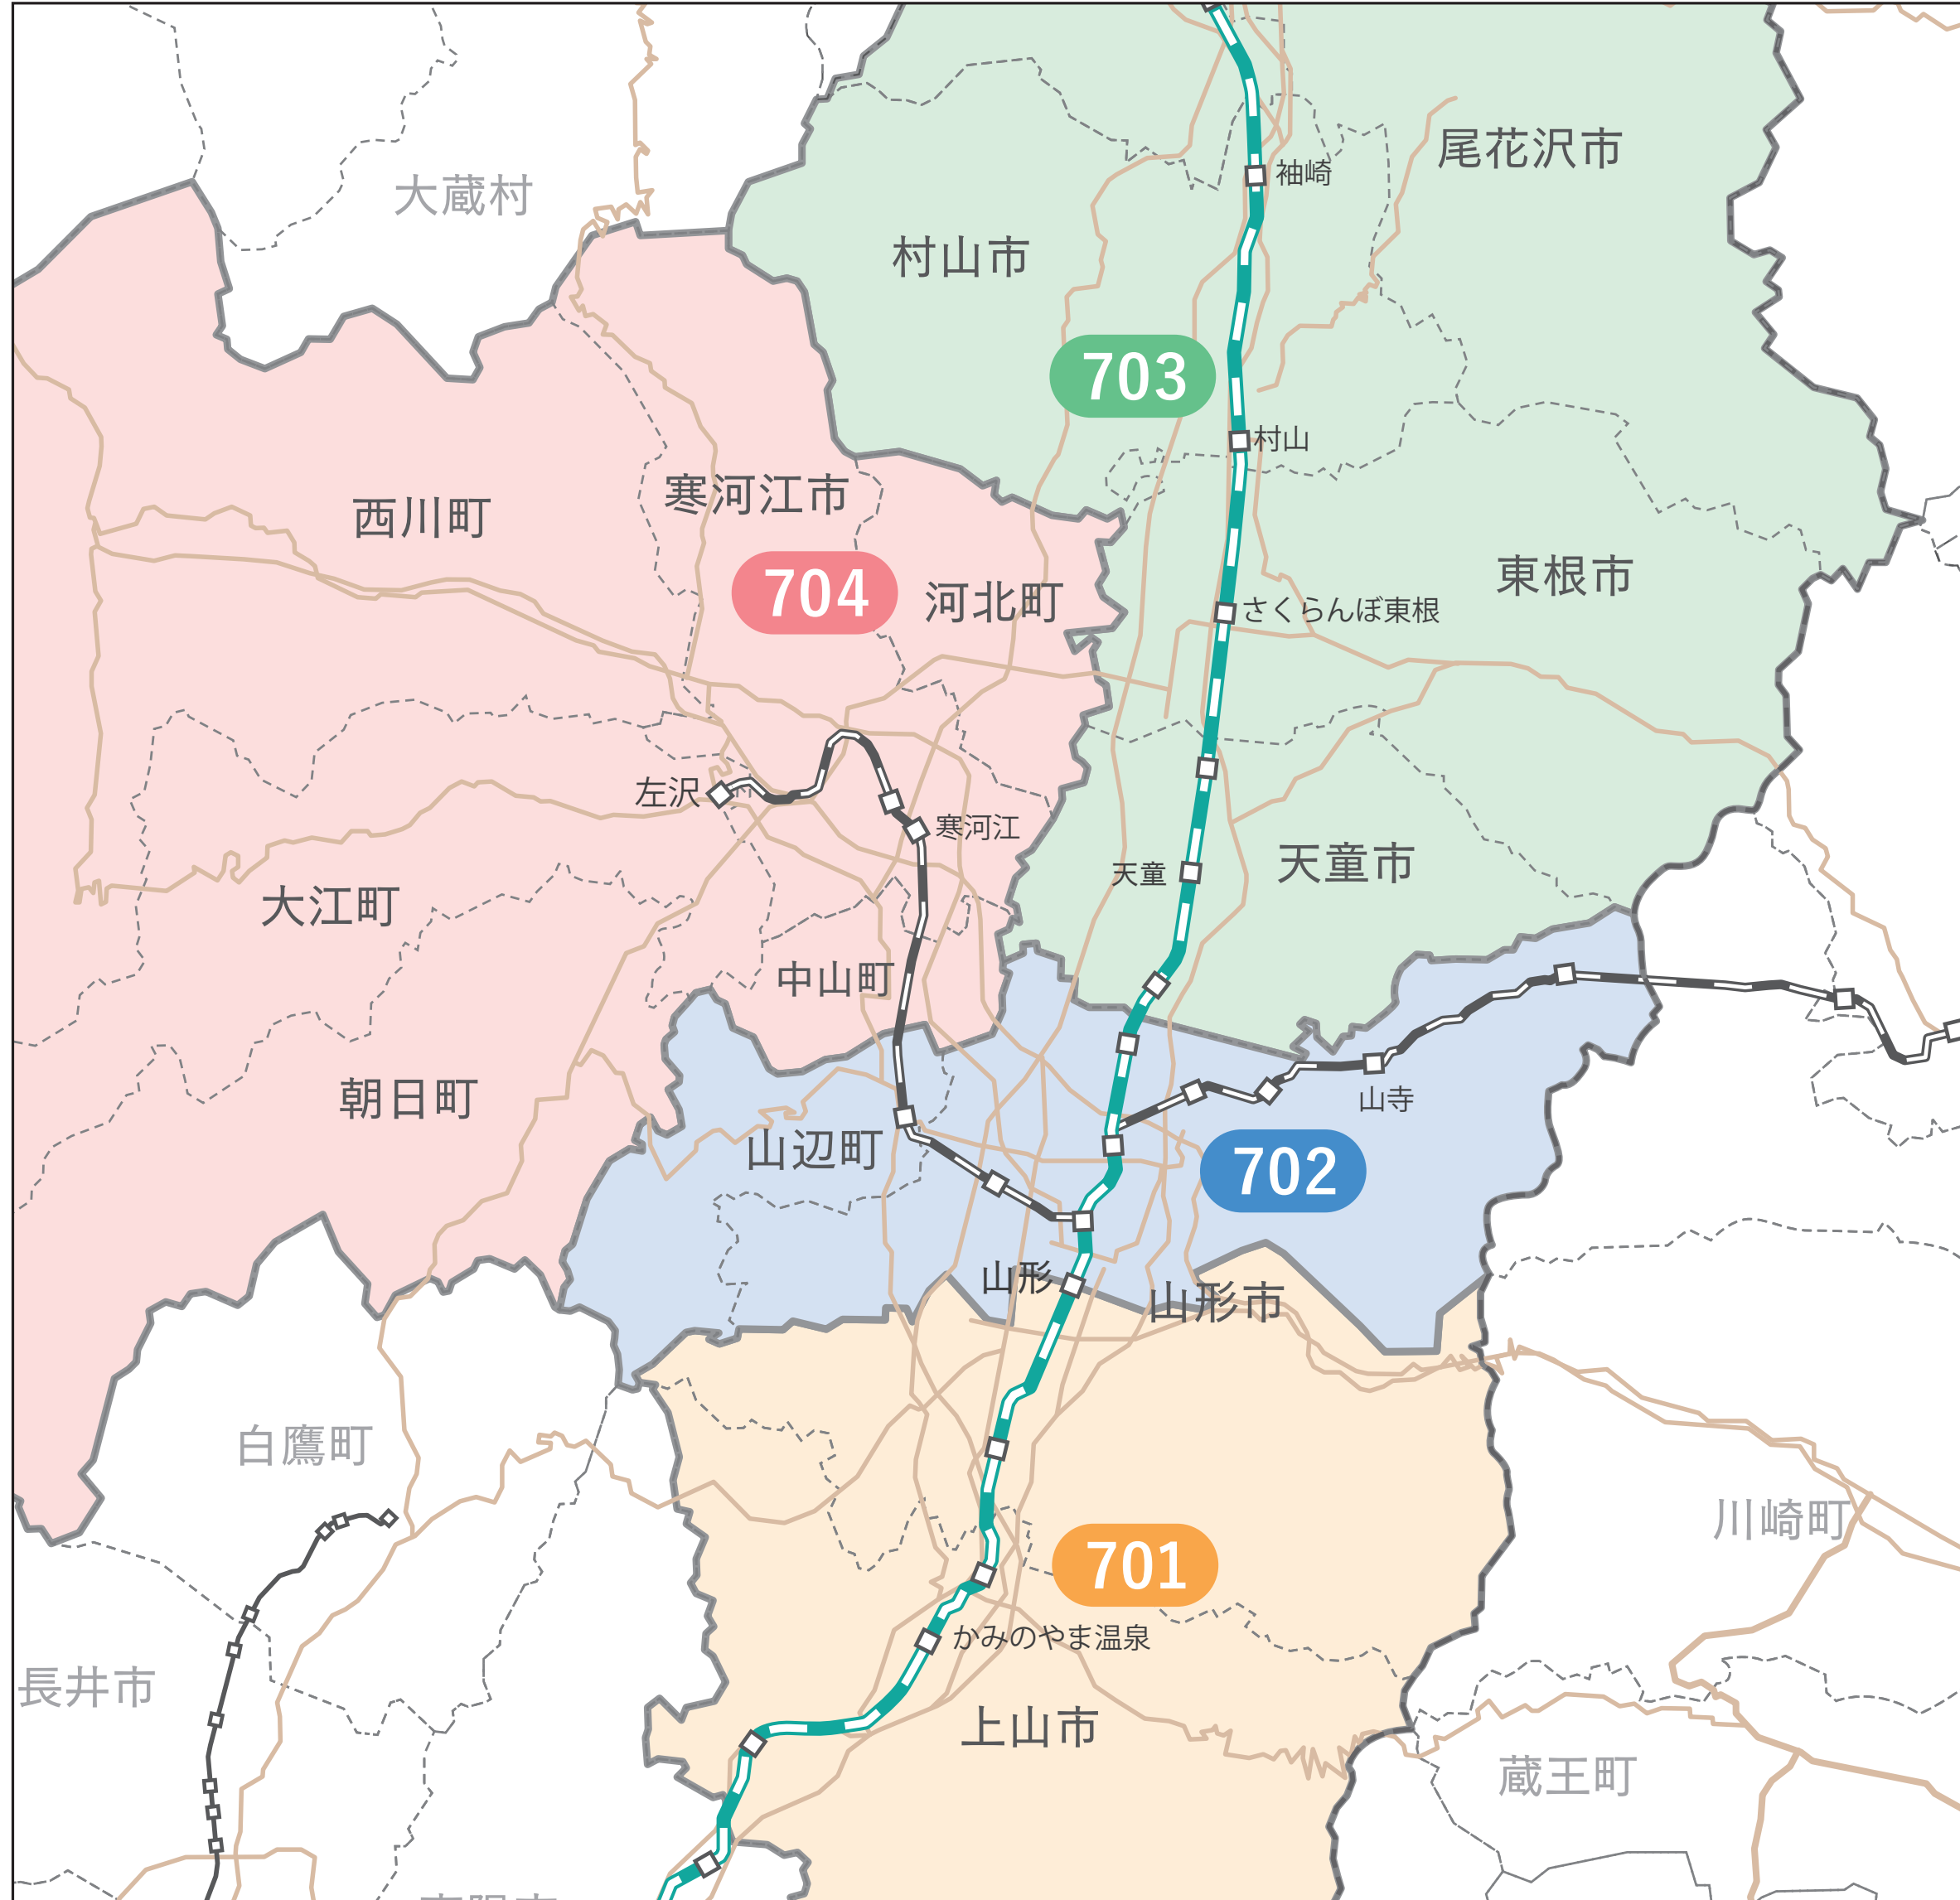 尾花沢市
袖崎
大蔵村
村山市
703
村山
寒河江市
西川町
704
河北町
東根市
さくらんぼ東根
左沢
寒河江
天童市
天童
大江町
中山町
朝日町
山寺
山辺町
702
山形
山形市
白鷹町
川崎町
701
かみのやま温泉
長井市
上山市
蔵王町